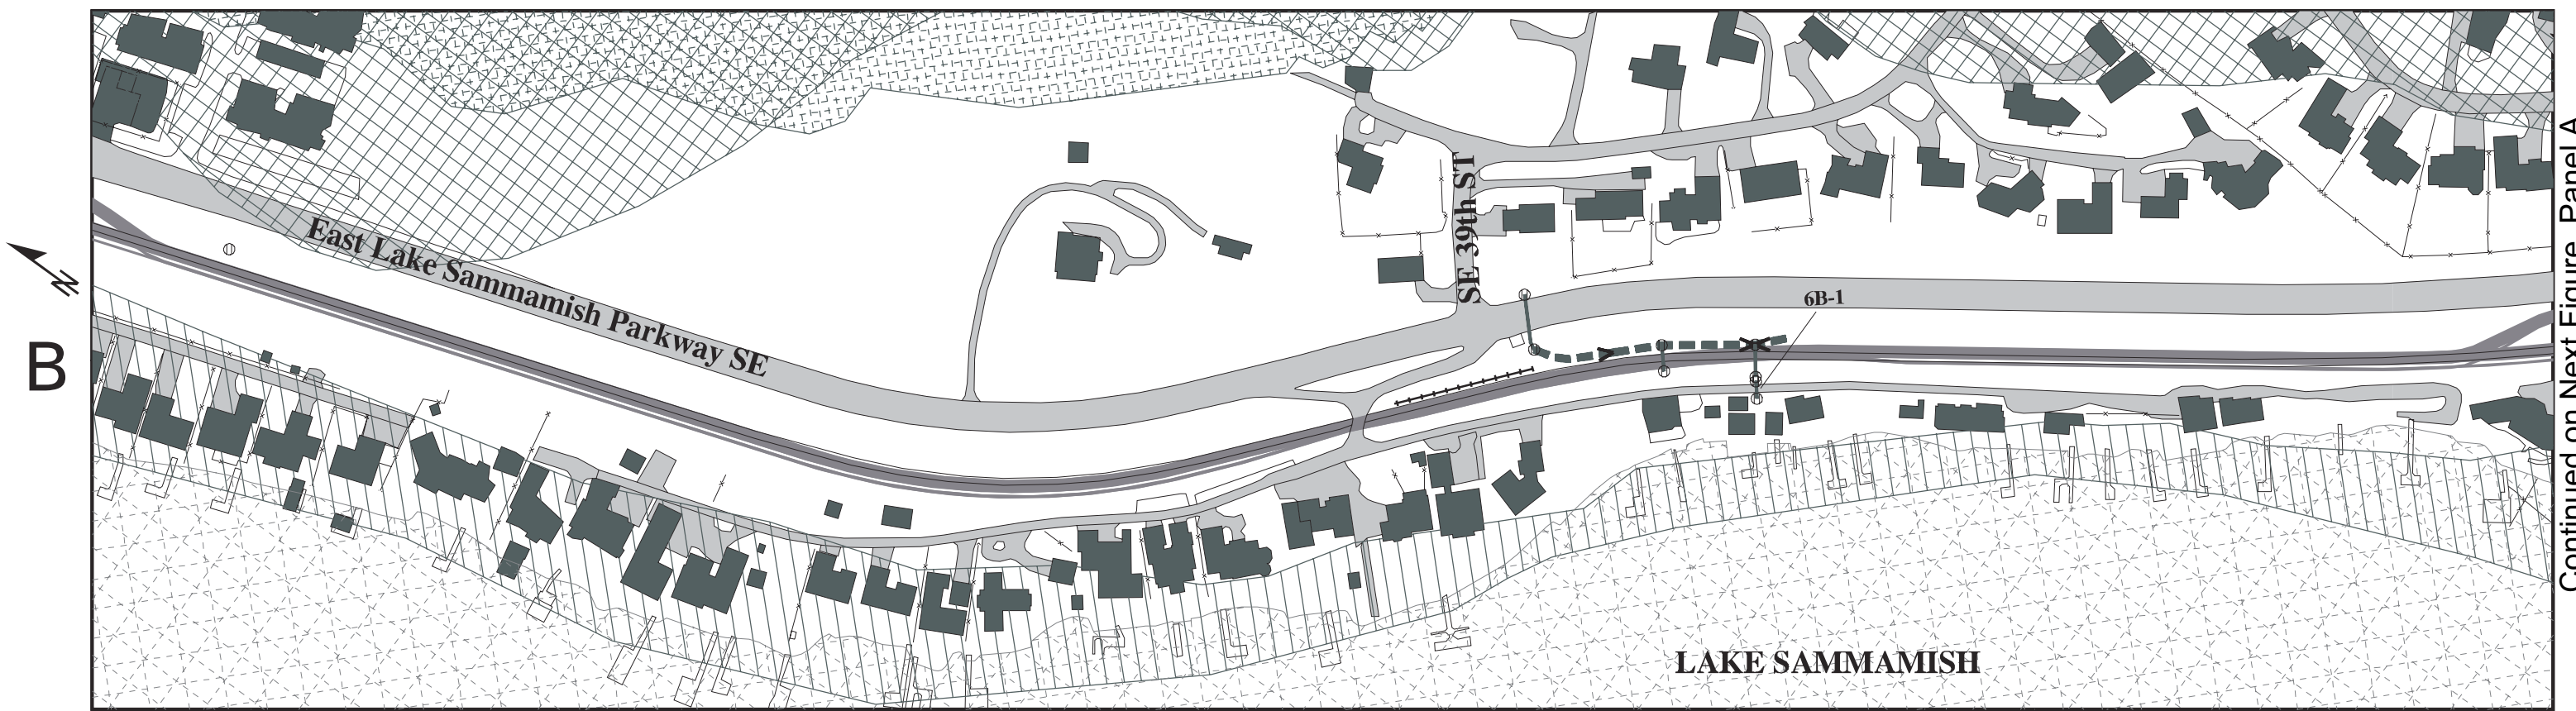 East Lake Sammamish Parkway SE
SE 39th ST
6B-1
N
B
LAKE SAMMAMISH
Continued on Next Figure, Panel A